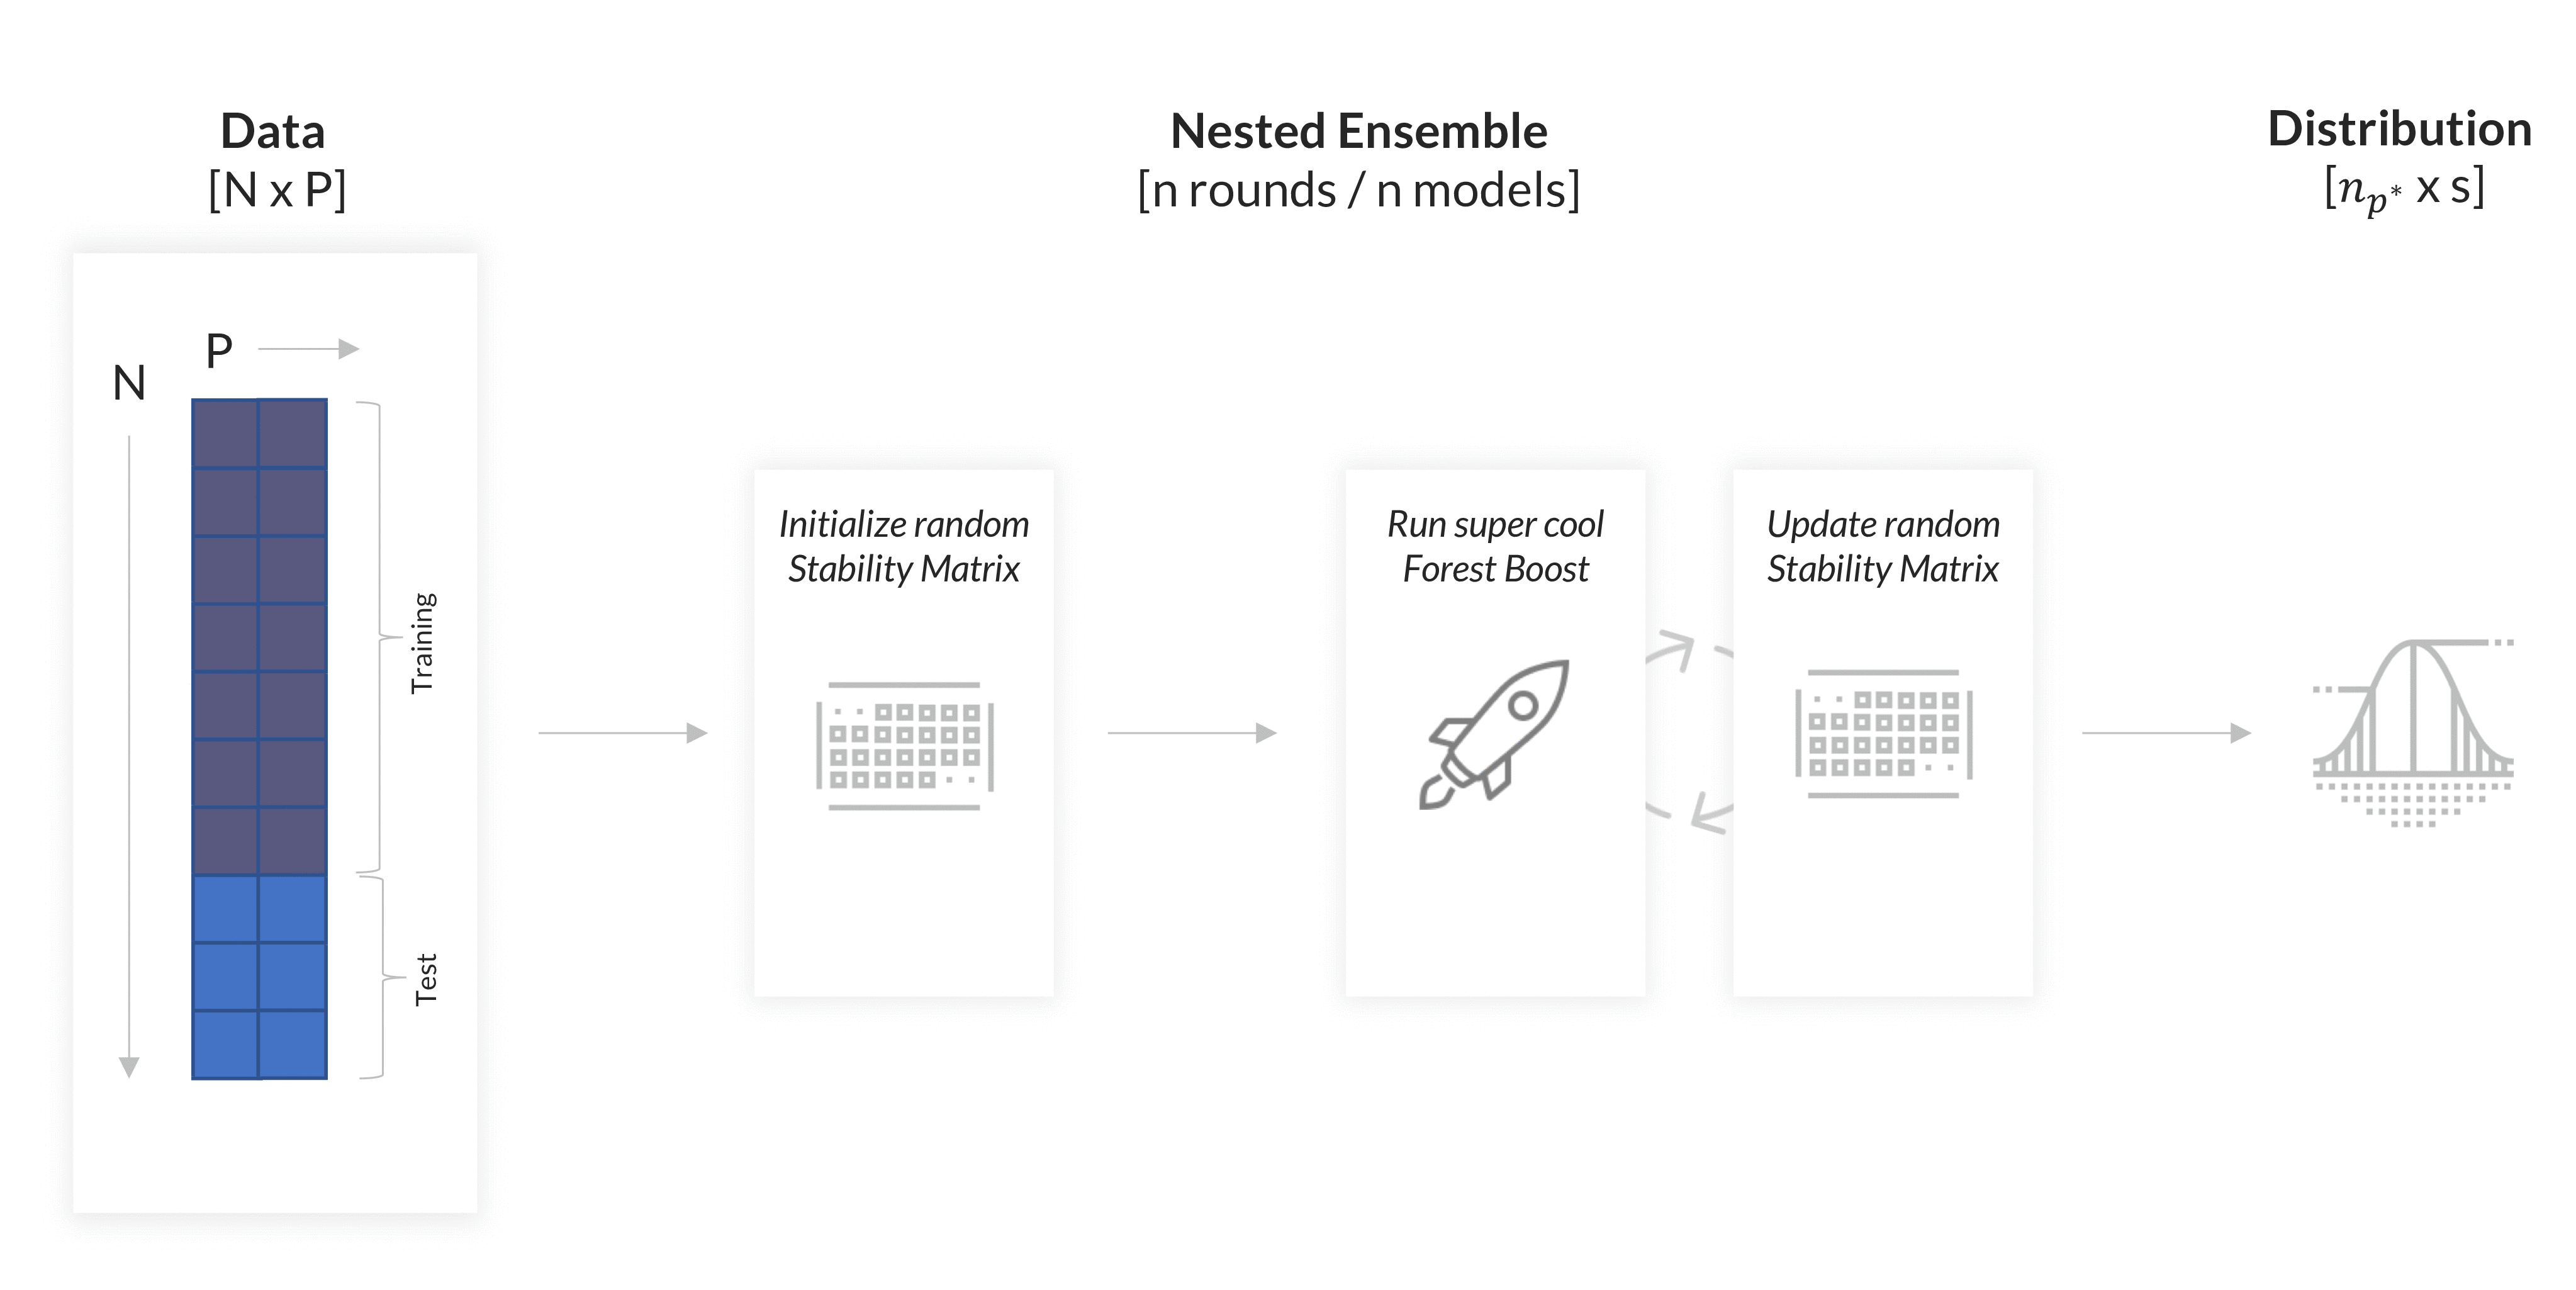 Data
[N x P]
Nested Ensemble
[n rounds / n models]
Distribution
[n_{p*} x s]
P
N
Training
Test
Initialize random
Stability Matrix
Run super cool
Forest Boost
Update random
Stability Matrix